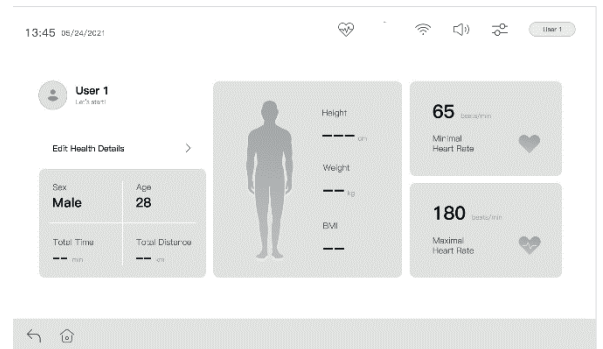 13:45 05/24/2021
User 1
User 1
Let's start!
Edit Health Details
Sex
Male
Age
28
Total Time
-- min
Total Distance
-- km
Height
--- cm
Weight
-- kg
BMI
--
65 beats/min
Minimal
Heart Rate
180 beats/min
Maximal
Heart Rate